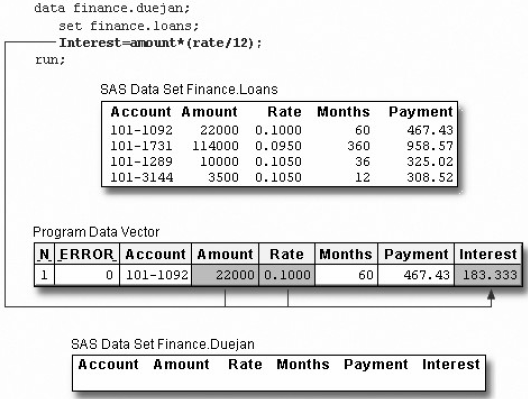 data finance.duejan;
set finance.loans;
Interest=amount*(rate/12);
run;
SAS Data Set Finance.Loans
Account Amount Rate Months Payment
101-1092 22000 0.1000 60 467.43
101-1731 114000 0.0950 360 958.57
101-1289 10000 0.1050 36 325.02
101-3144 3500 0.1050 12 308.52
Program Data Vector
_N_ _ERROR_ Account Amount Rate Months Payment Interest
1 0 101-1092 22000 0.1000 60 467.43 183.333
SAS Data Set Finance.Duejan
Account Amount Rate Months Payment Interest